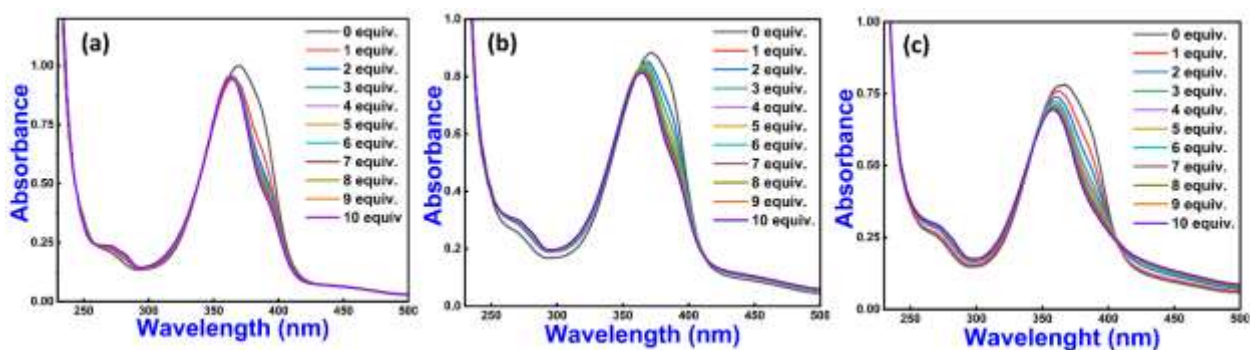 (a)
0 equiv.
1 equiv.
2 equiv.
3 equiv.
4 equiv.
5 equiv.
6 equiv.
7 equiv.
8 equiv.
9 equiv.
10 equiv
Absorbance
1.00
0.75
0.50
0.25
0.00
250 300 350 400 450 500
Wavelength (nm)
(b)
0 equiv.
1 equiv.
2 equiv.
3 equiv.
4 equiv.
5 equiv.
6 equiv.
7 equiv.
8 equiv.
9 equiv.
10 equiv.
Absorbance
1.0
0.8
0.6
0.4
0.2
0.0
250 300 350 400 450 500
Wavelength (nm)
(c)
0 equiv.
1 equiv.
2 equiv.
3 equiv.
4 equiv.
5 equiv.
6 equiv.
7 equiv.
8 equiv.
9 equiv.
10 equiv.
Absorbance
1.00
0.75
0.50
0.25
0.00
250 300 350 400 450 500
Wavelenght (nm)